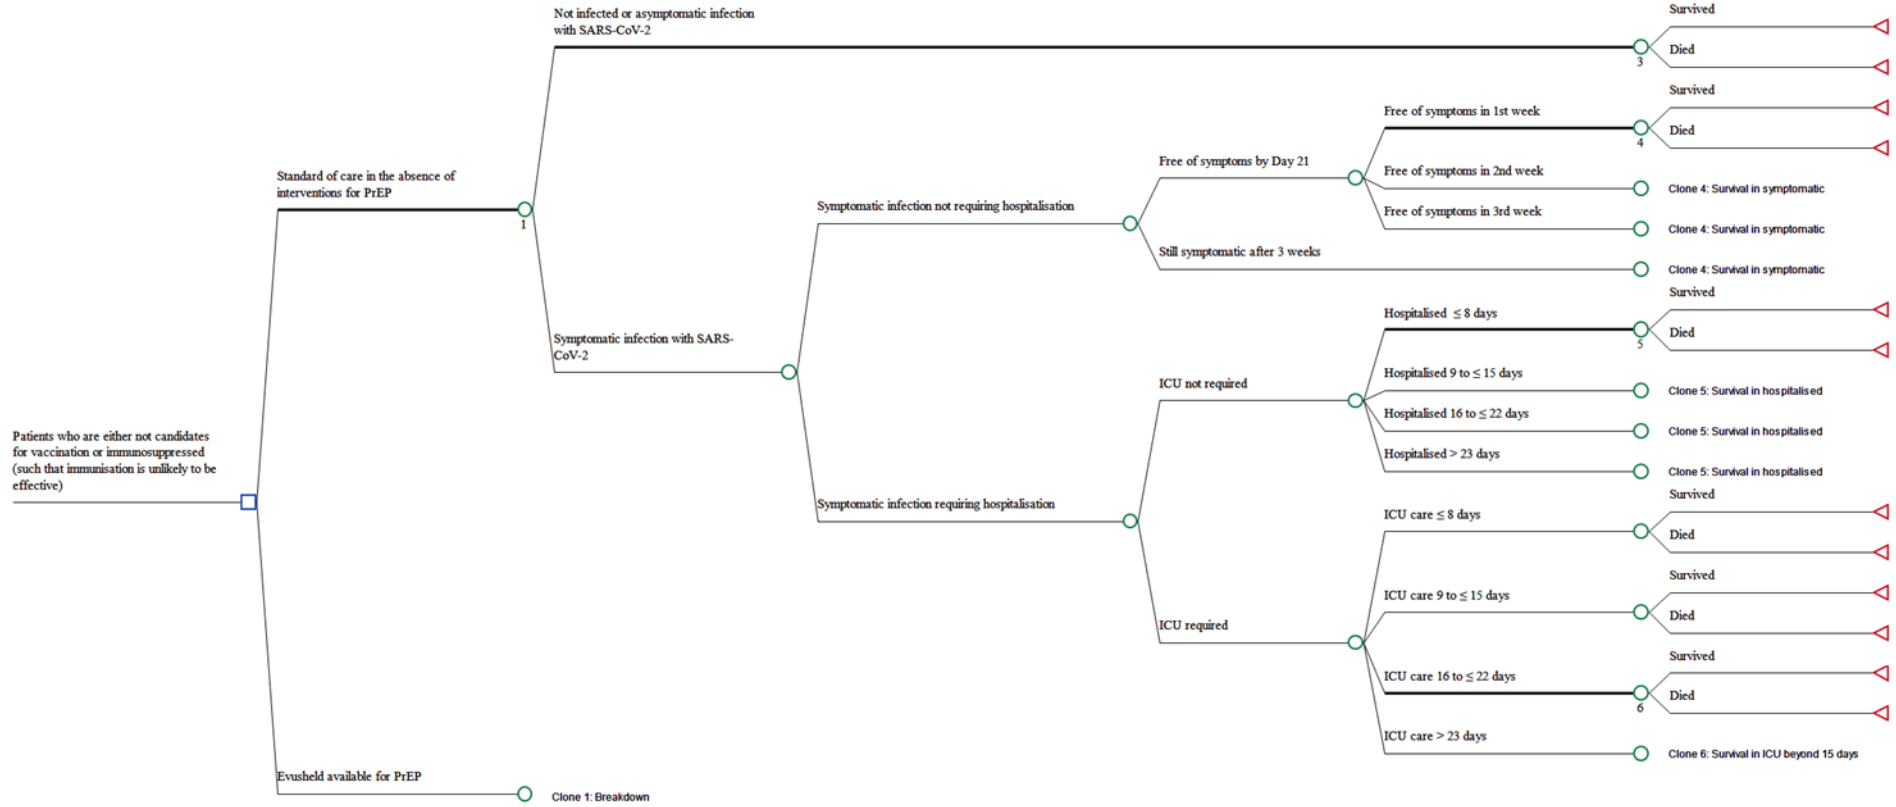 Not infected or asymptomatic infection
with SARS-CoV-2
Survived
3
Died
Survived
Free of symptoms in 1st week
4
Died
Free of symptoms by Day 21
Standard of care in the absence of
interventions for PrEP
1
Free of symptoms in 2nd week
Clone 4: Survival in symptomatic
Symptomatic infection not requiring hospitalisation
Free of symptoms in 3rd week
Clone 4: Survival in symptomatic
Still symptomatic after 3 weeks
Clone 4: Survival in symptomatic
Survived
Hospitalised ≤ 8 days
5
Died
Symptomatic infection with SARS-
CoV-2
Hospitalised 9 to ≤ 15 days
Clone 5: Survival in hospitalised
ICU not required
Hospitalised 16 to ≤ 22 days
Clone 5: Survival in hospitalised
Hospitalised > 23 days
Clone 5: Survival in hospitalised
Patients who are either not candidates
for vaccination or immunosuppressed
(such that immunisation is unlikely to be
effective)
Symptomatic infection requiring hospitalisation
Survived
ICU care ≤ 8 days
Died
Survived
ICU care 9 to ≤ 15 days
Died
ICU required
Survived
ICU care 16 to ≤ 22 days
6
Died
ICU care > 23 days
Clone 6: Survival in ICU beyond 15 days
Evusheld available for PrEP
Clone 1: Breakdown